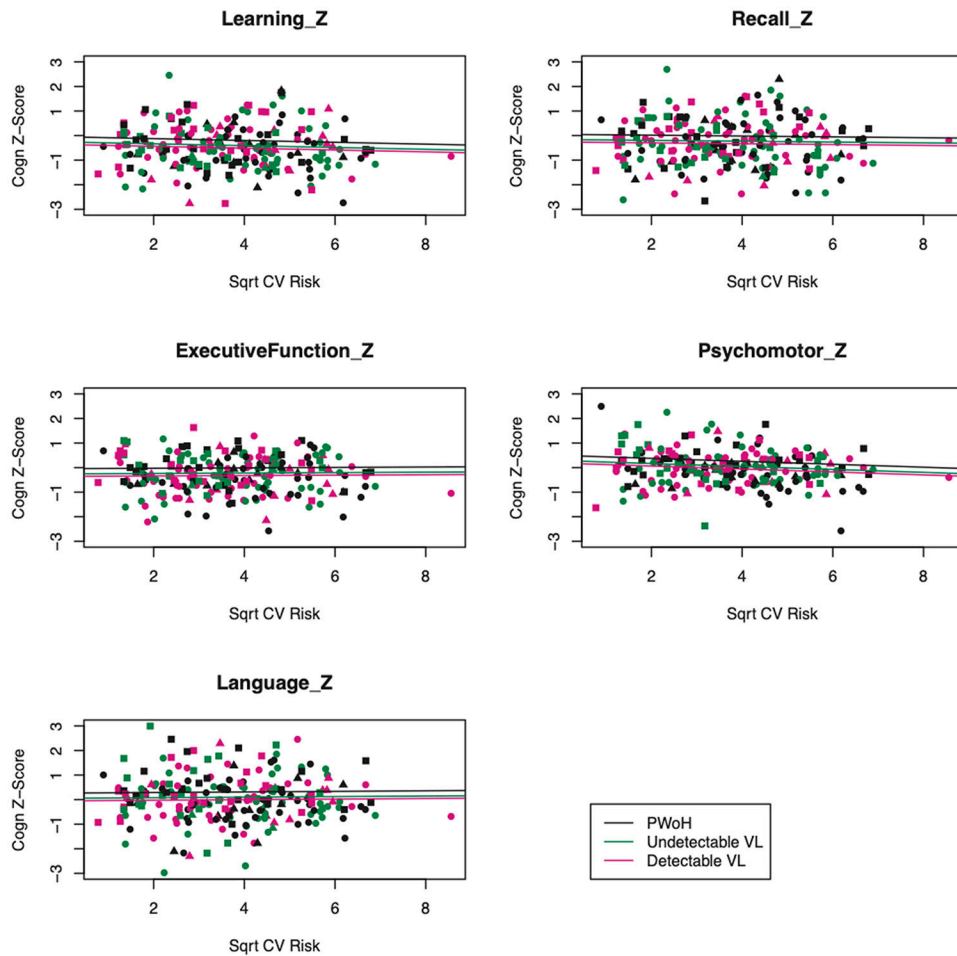 Learning_Z
3
2
1
−1
−3
Cogn Z−Score
2 4 6 8
Sqrt CV Risk
Recall_Z
3
2
1
−1
−3
Cogn Z−Score
2 4 6 8
Sqrt CV Risk
ExecutiveFunction_Z
3
2
1
−1
−3
Cogn Z−Score
2 4 6 8
Sqrt CV Risk
Psychomotor_Z
3
2
1
−1
−3
Cogn Z−Score
2 4 6 8
Sqrt CV Risk
Language_Z
3
2
1
−1
−3
Cogn Z−Score
2 4 6 8
Sqrt CV Risk
PWoH
Undetectable VL
Detectable VL